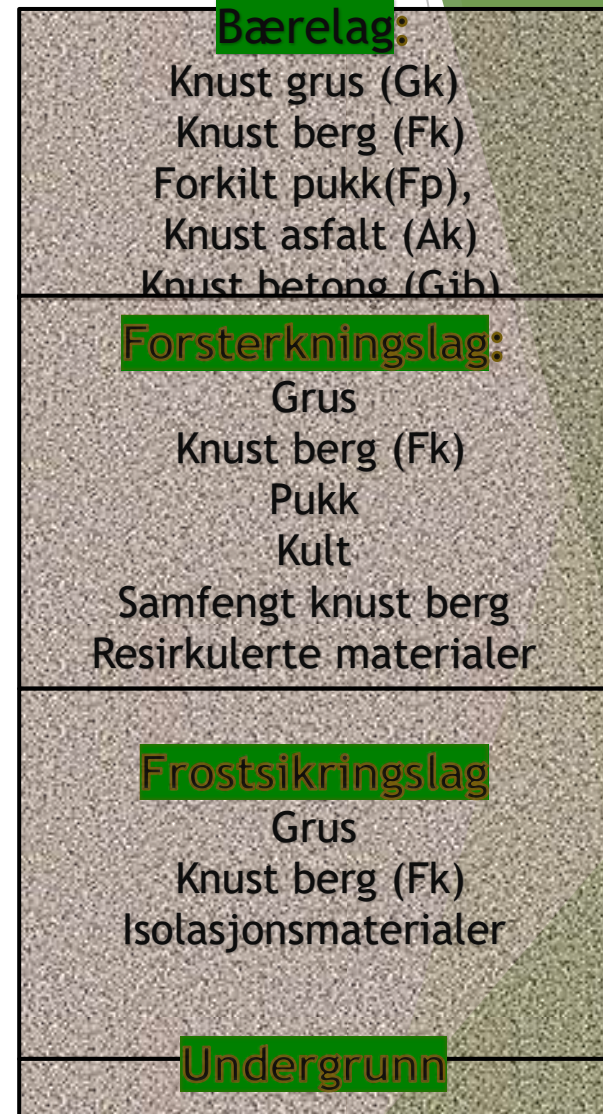 Bærelag:
Knust grus (Gk)
Knust berg (Fk)
Forkilt pukk(Fp),
Knust asfalt (Ak)
Knust betong (Gjb)
Forsterkningslag:
Grus
Knust berg (Fk)
Pukk
Kult
Samfengt knust berg
Resirkulerte materialer
Frostsikringslag
Grus
Knust berg (Fk)
Isolasjonsmaterialer
Undergrunn